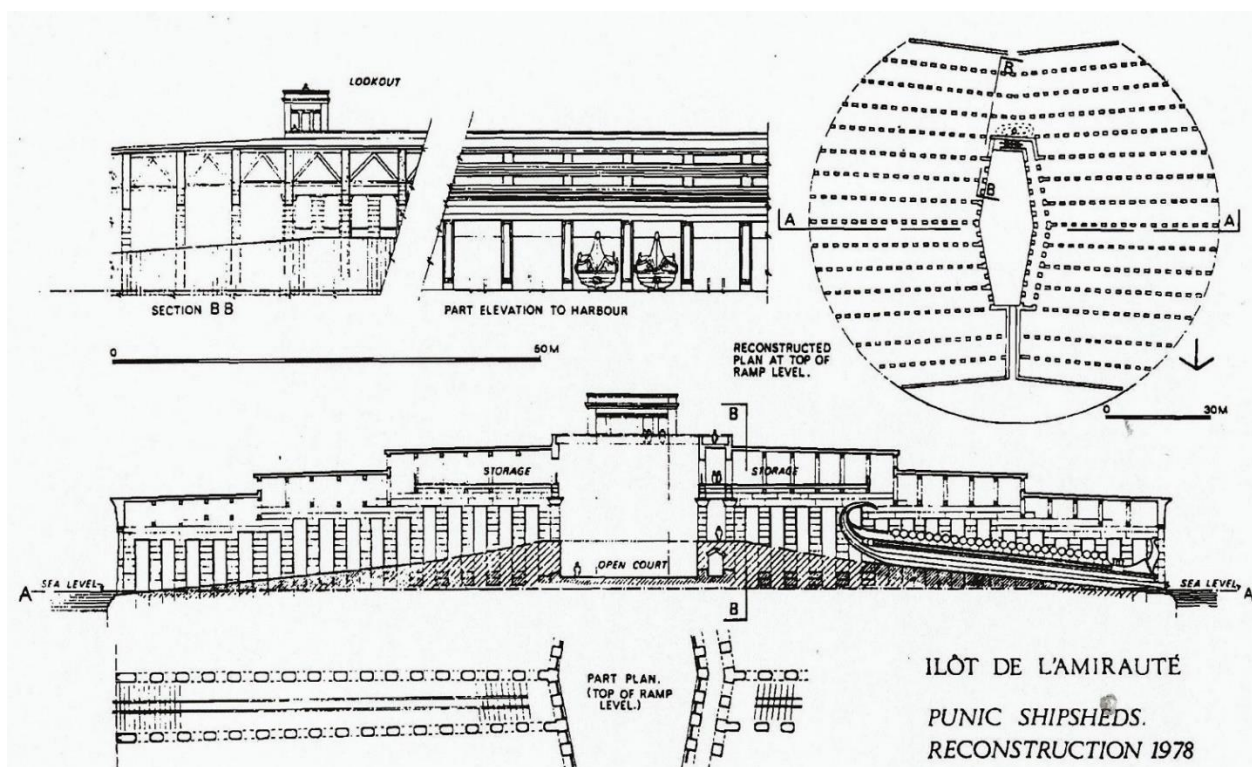 LOOKOUT
SECTION B B
PART ELEVATION TO HARBOUR
0
50M
B
B
A
A
RECONSTRUCTED
PLAN AT TOP OF
RAMP LEVEL.
0
30M
B
STORAGE
STORAGE
OPEN COURT
SEA LEVEL
A
SEA LEVEL
A
B
PART PLAN.
(TOP OF RAMP
LEVEL.)
ILÔT DE L'AMIRAUTÉ
PUNIC SHIPSHEDS.
RECONSTRUCTION 1978